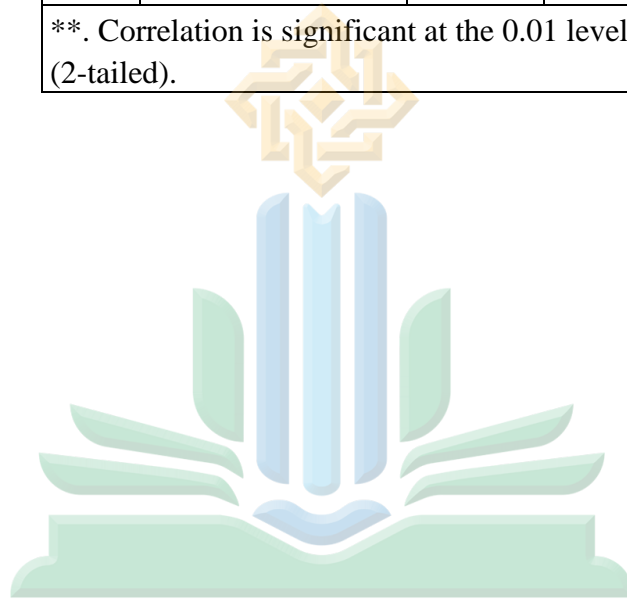 **. Correlation is significant at the 0.01 level
(2-tailed).